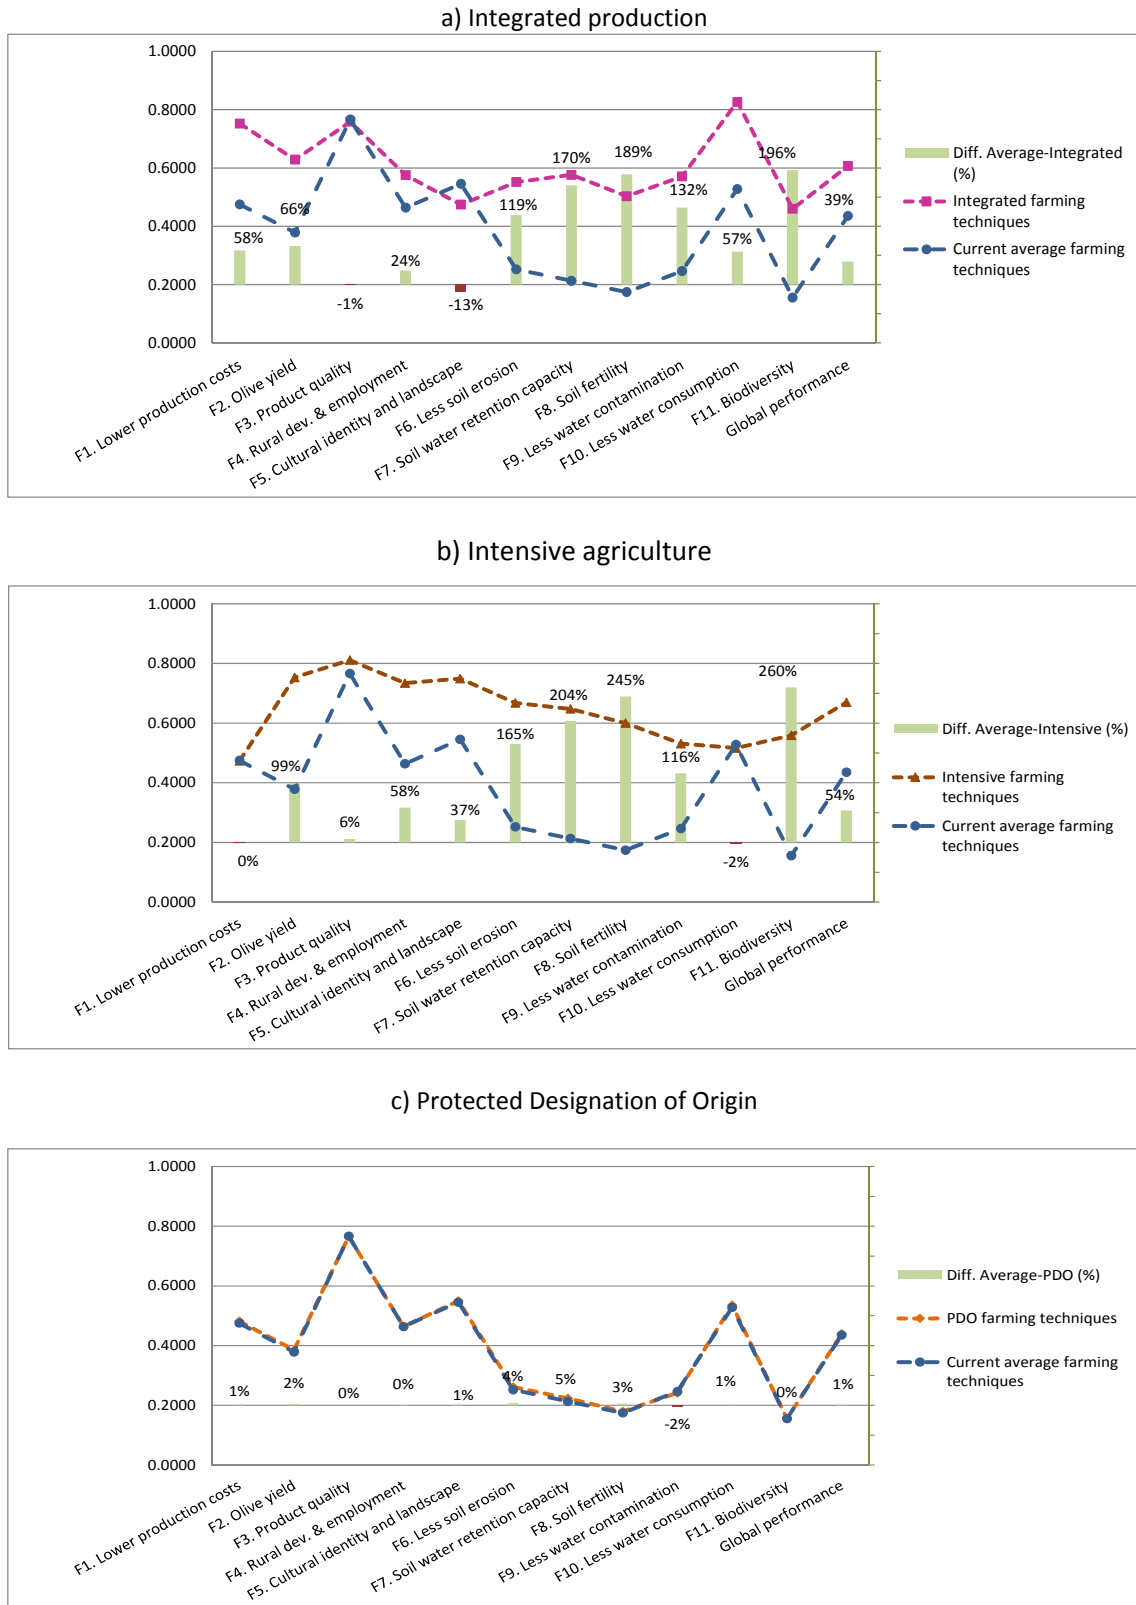 a) Integrated production
1.0000
0.8000
0.6000
0.4000
0.2000
0.0000
58%
66%
-1%
24%
-13%
119%
170%
189%
132%
57%
196%
39%
F1. Lower production costs
F2. Olive yield
F3. Product quality
F4. Rural dev. & employment
F5. Cultural identity and landscape
F6. Less soil erosion
F7. Soil water retention capacity
F8. Soil fertility
F9. Less water contamination
F10. Less water consumption
F11. Biodiversity
Global performance
Diff. Average-Integrated
(%)
Integrated farming
techniques
Current average farming
techniques
b) Intensive agriculture
1.0000
0.8000
0.6000
0.4000
0.2000
0.0000
0%
99%
6%
58%
37%
165%
204%
245%
116%
-2%
260%
54%
F1. Lower production costs
F2. Olive yield
F3. Product quality
F4. Rural dev. & employment
F5. Cultural identity and landscape
F6. Less soil erosion
F7. Soil water retention capacity
F8. Soil fertility
F9. Less water contamination
F10. Less water consumption
F11. Biodiversity
Global performance
Diff. Average-Intensive (%)
Intensive farming
techniques
Current average farming
techniques
c) Protected Designation of Origin
1.0000
0.8000
0.6000
0.4000
0.2000
0.0000
1%
2%
0%
0%
1%
4%
5%
3%
-2%
1%
0%
1%
F1. Lower production costs
F2. Olive yield
F3. Product quality
F4. Rural dev. & employment
F5. Cultural identity and landscape
F6. Less soil erosion
F7. Soil water retention capacity
F8. Soil fertility
F9. Less water contamination
F10. Less water consumption
F11. Biodiversity
Global performance
Diff. Average-PDO (%)
PDO farming techniques
Current average farming
techniques